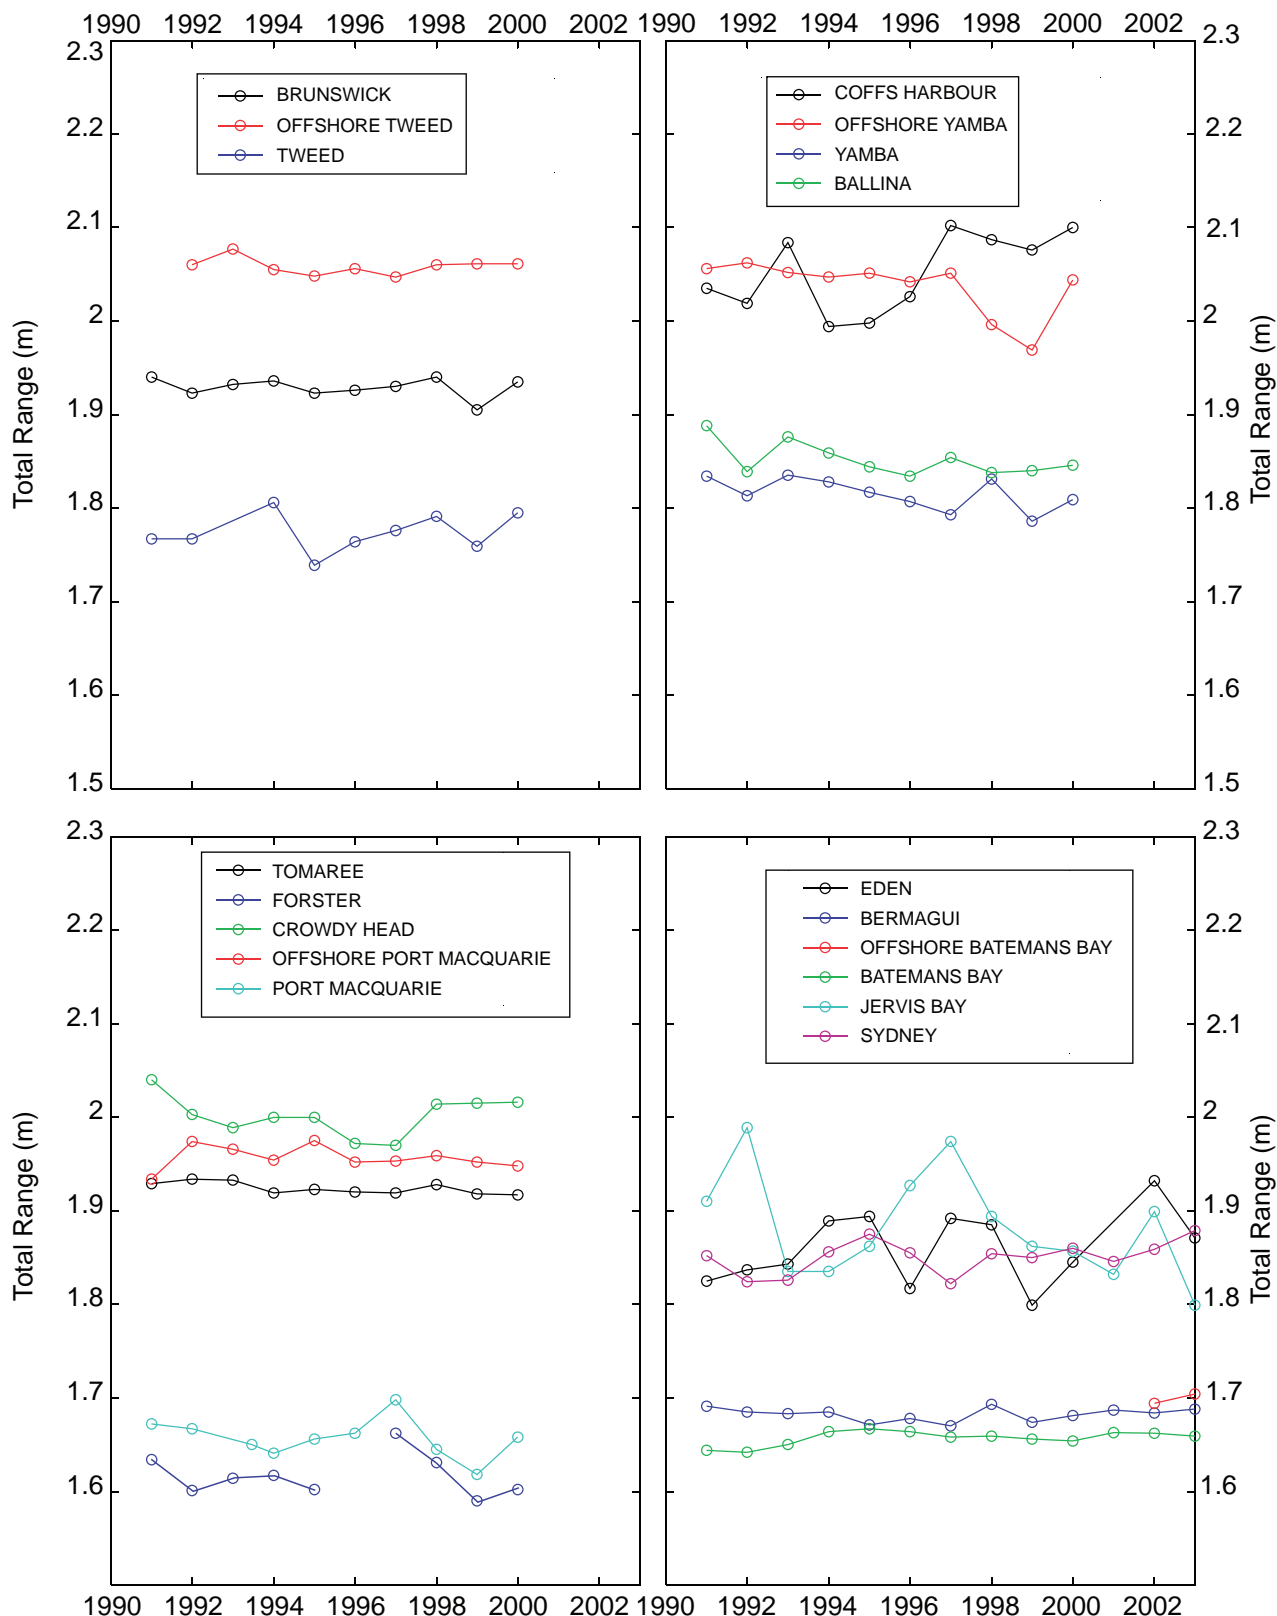 1990 1992 1994 1996 1998 2000 2002
1990 1992 1994 1996 1998 2000 2002
2.3
2.2
2.1
2
1.9
1.8
1.7
1.6
1.5
Total Range (m)
BRUNSWICK
OFFSHORE TWEED
TWEED
COFFS HARBOUR
OFFSHORE YAMBA
YAMBA
BALLINA
2.3
2.2
2.1
2
1.9
1.8
1.7
1.6
1.5
Total Range (m)
2.3
2.2
2.1
2
1.9
1.8
1.7
1.6
Total Range (m)
TOMAREE
FORSTER
CROWDY HEAD
OFFSHORE PORT MACQUARIE
PORT MACQUARIE
EDEN
BERMAGUI
OFFSHORE BATEMANS BAY
BATEMANS BAY
JERVIS BAY
SYDNEY
2.3
2.2
2.1
2
1.9
1.8
1.7
1.6
Total Range (m)
1990 1992 1994 1996 1998 2000 2002
1990 1992 1994 1996 1998 2000 2002